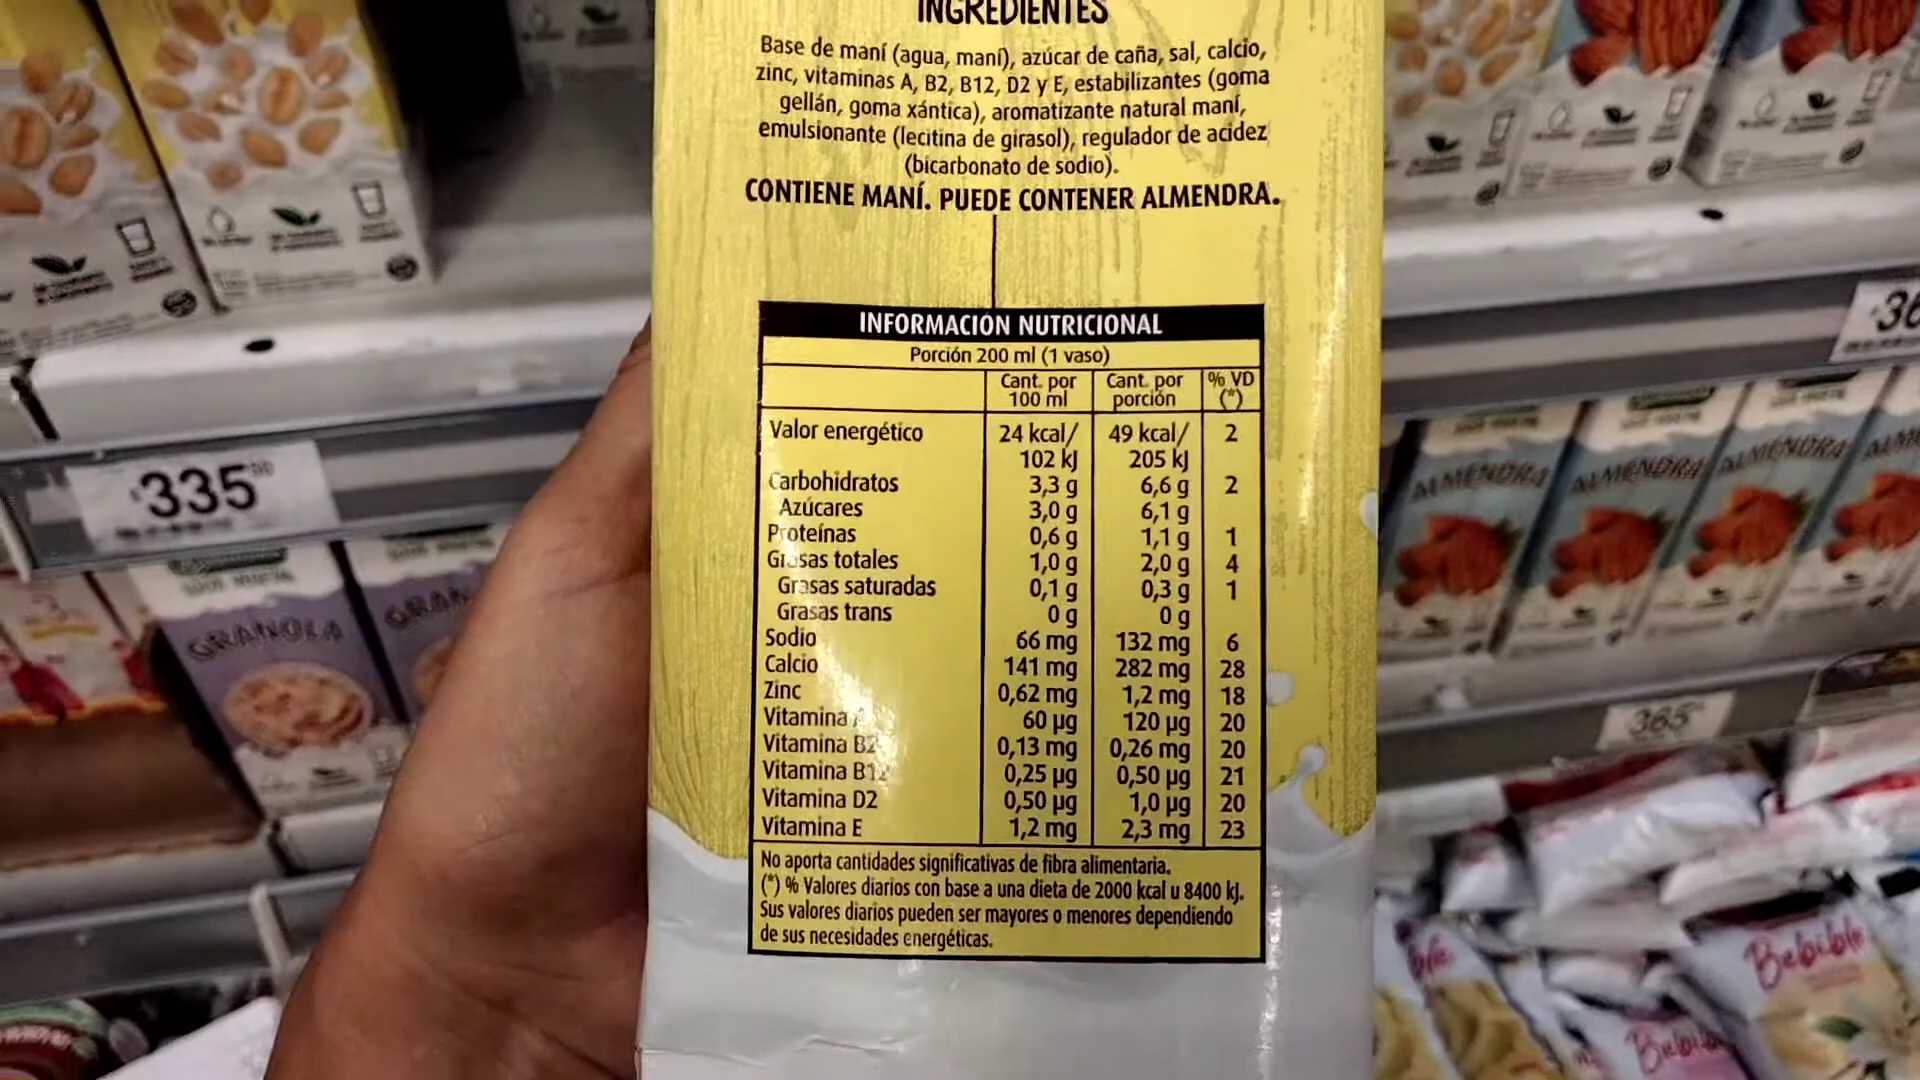 INGREDIENTES
Base de maní (agua, maní), azúcar de caña, sal, calcio,
zinc, vitaminas A, B2, B12, D2 y E, estabilizantes (goma
gellán, goma xántica), aromatizante natural maní,
emulsionante (lecitina de girasol), regulador de acidez
(bicarbonato de sodio).
CONTIENE MANÍ. PUEDE CONTENER ALMENDRA.
INFORMACIÓN NUTRICIONAL
Porción 200 ml (1 vaso)
Cant. por 100 ml Cant. por porción % VD (*)
Valor energético 24 kcal/ 102 kJ 49 kcal/ 205 kJ 2
Carbohidratos 3,3 g 6,6 g 2
Azúcares 3,0 g 6,1 g
Proteínas 0,6 g 1,1 g 1
Grasas totales 1,0 g 2,0 g 4
Grasas saturadas 0,1 g 0,3 g 1
Grasas trans 0 g 0 g
Sodio 66 mg 132 mg 6
Calcio 141 mg 282 mg 28
Zinc 0,62 mg 1,2 mg 18
Vitamina 60 µg 120 µg 20
Vitamina B2 0,13 mg 0,26 mg 20
Vitamina B12 0,25 µg 0,50 µg 21
Vitamina D2 0,50 µg 1,0 µg 20
Vitamina E 1,2 mg 2,3 mg 23
No aporta cantidades significativas de fibra alimentaria.
(*) % Valores diarios con base a una dieta de 2000 kcal u 8400 kJ.
Sus valores diarios pueden ser mayores o menores dependiendo
de sus necesidades energéticas.
335
GRANOLA
ALMENDRA
ALMENDRA
ALMENDRA
365
Bebible